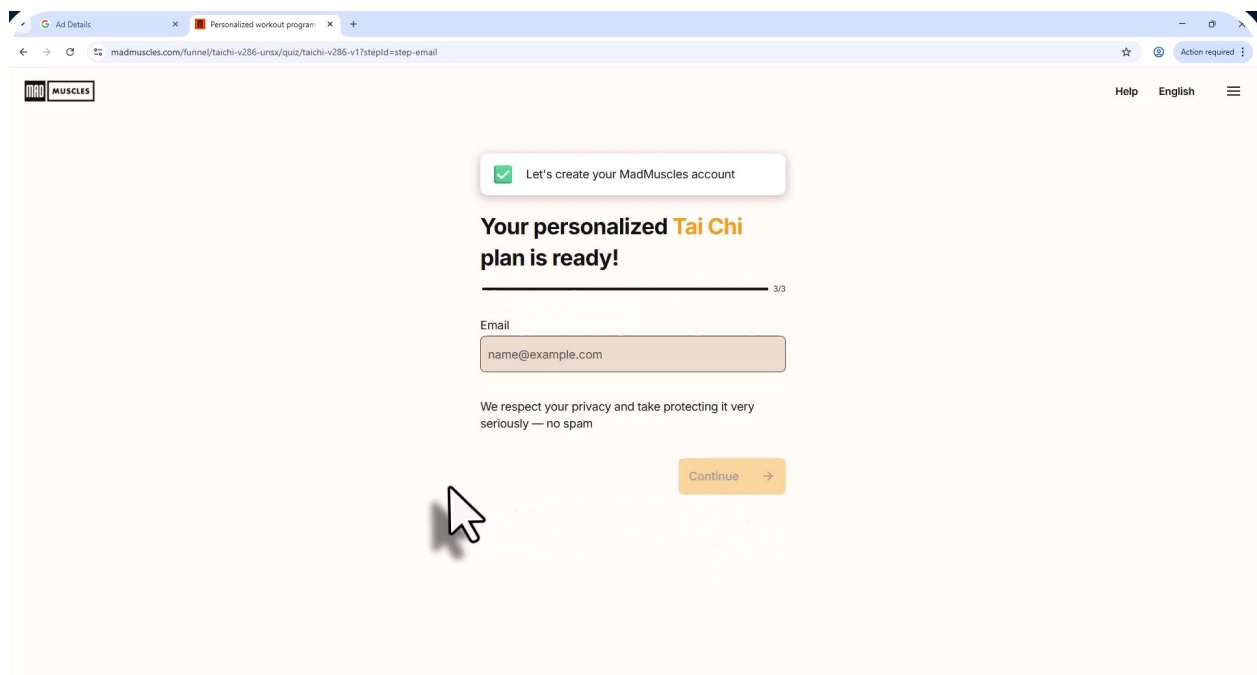 Ad Details
Personalized workout program
madmuscles.com/funnel/taichi-v286-unsx/quiz/taichi-v286-v1?stepId=step-email
Action required
MAD MUSCLES
Help English
Let's create your MadMuscles account
Your personalized Tai Chi
plan is ready!
3/3
Email
name@example.com
We respect your privacy and take protecting it very
seriously — no spam
Continue